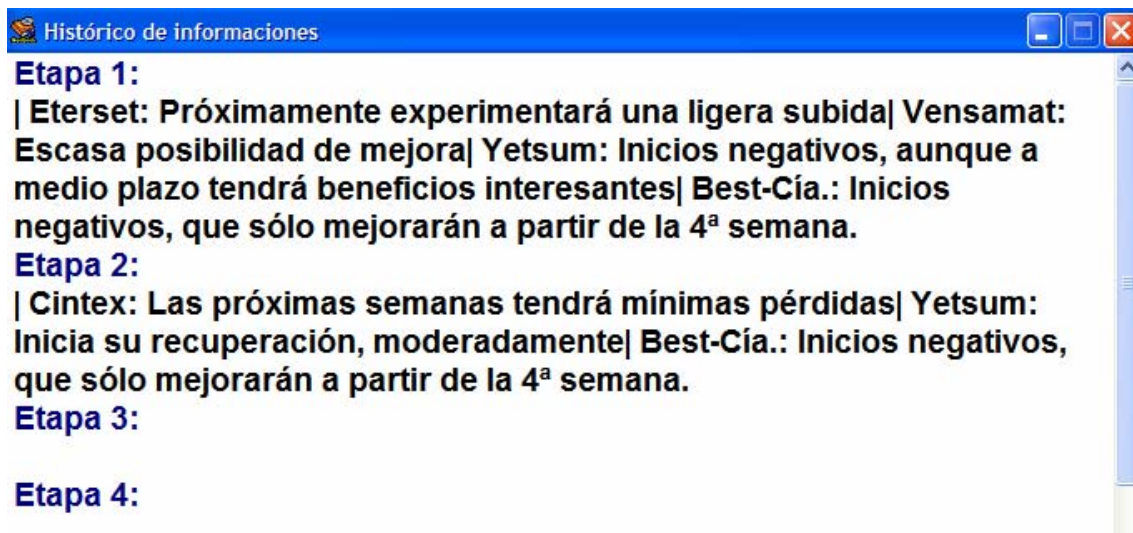 Histórico de informaciones
Etapa 1:
| Eterset: Próximamente experimentará una ligera subida| Vensamat:
Escasa posibilidad de mejora| Yetsum: Inicios negativos, aunque a
medio plazo tendrá beneficios interesantes| Best-Cía.: Inicios
negativos, que sólo mejorarán a partir de la 4ª semana.
Etapa 2:
| Cintex: Las próximas semanas tendrá mínimas pérdidas| Yetsum:
Inicia su recuperación, moderadamente| Best-Cía.: Inicios negativos,
que sólo mejorarán a partir de la 4ª semana.
Etapa 3:
Etapa 4: